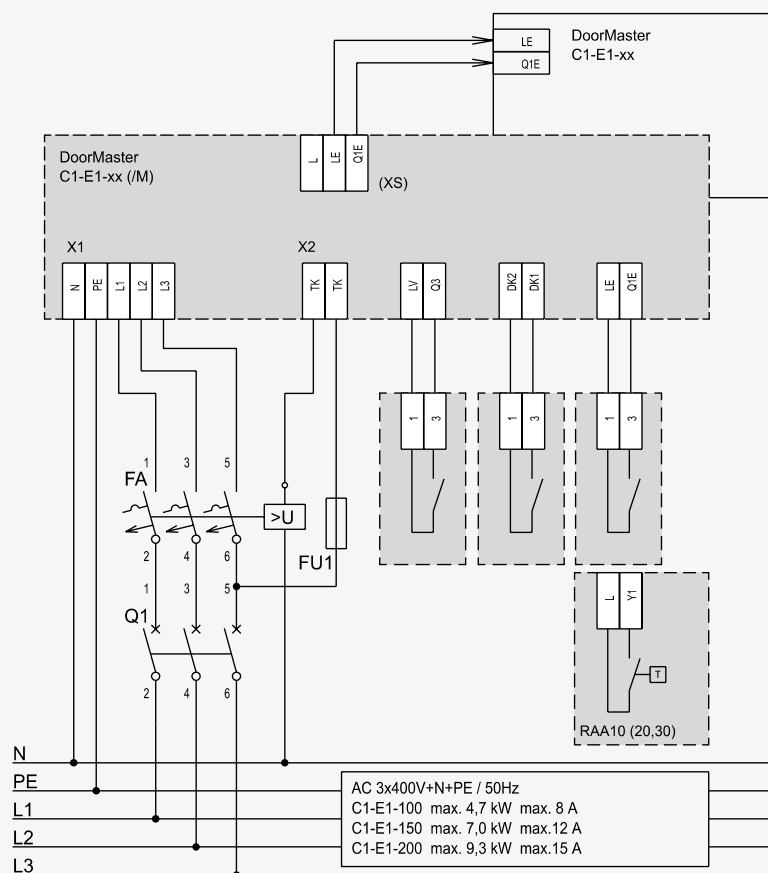 DoorMaster
C1-E1-xx
LE
Q1E
DoorMaster
C1-E1-xx (/M)
L
LE
Q1E
(XS)
X1
X2
N
PE
L1
L2
L3
TK
TK
LV
Q3
DK2
DK1
LE
Q1E
1
3
1
3
1
3
1
3
5
FA
>U
2
4
6
FU1
1
3
5
Q1
2
4
6
L
Y1
T
RAA10 (20,30)
N
PE
L1
L2
L3
AC 3x400V+N+PE / 50Hz
C1-E1-100 max. 4,7 kW max. 8 A
C1-E1-150 max. 7,0 kW max.12 A
C1-E1-200 max. 9,3 kW max.15 A